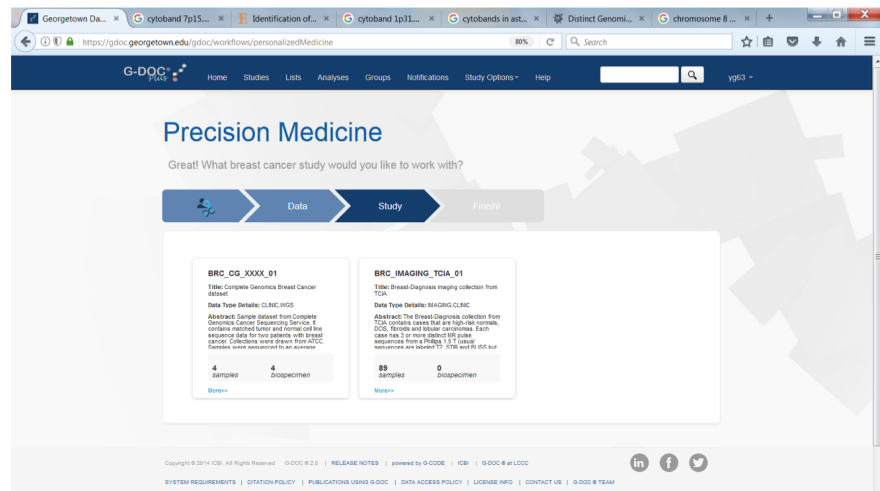 Georgetown Da...
cytoband 7p15....
Identification of...
cytoband 1p31....
cytobands in ast...
Distinct Genomi...
chromosome 8 ...
https://gdoc.georgetown.edu/gdoc/workflows/personalizedMedicine
80%
Search
G-DOC Plus
Home Studies Lists Analyses Groups Notifications Study Options Help
yg63
Precision Medicine
Great! What breast cancer study would you like to work with?
Data Study Finish!
BRC_CG_XXXX_01
Title: Complete Genomics Breast Cancer
dataset
Data Type Details: CLINIC,WGS
Abstract: Sample dataset from Complete
Genomics Cancer Sequencing Service. It
contains matched tumor and normal cell line
sequence data for two patients with breast
cancer. Collections were drawn from ATCC.
Samples were sequenced to an average
4 4
samples biospecimen
More>>
BRC_IMAGING_TCIA_01
Title: Breast-Diagnosis imaging collection from
TCIA
Data Type Details: IMAGING,CLINIC
Abstract: The Breast-Diagnosis collection from
TCIA contains cases that are high-risk normals,
DCIS, fibroids and lobular carcinomas. Each
case has 3 or more distinct MR pulse
sequences from a Phillips 1.5 T (usual
sequences are labeled T2, STIR and BLISS but
89 0
samples biospecimen
More>>
Copyright © 2014 ICBI. All Rights Reserved G-DOC ® 2.0 | RELEASE NOTES | powered by G-CODE | ICBI | G-DOC ® at LCCC
SYSTEM REQUIREMENTS | CITATION POLICY | PUBLICATIONS USING G-DOC | DATA ACCESS POLICY | LICENSE INFO | CONTACT US | G-DOC ® TEAM